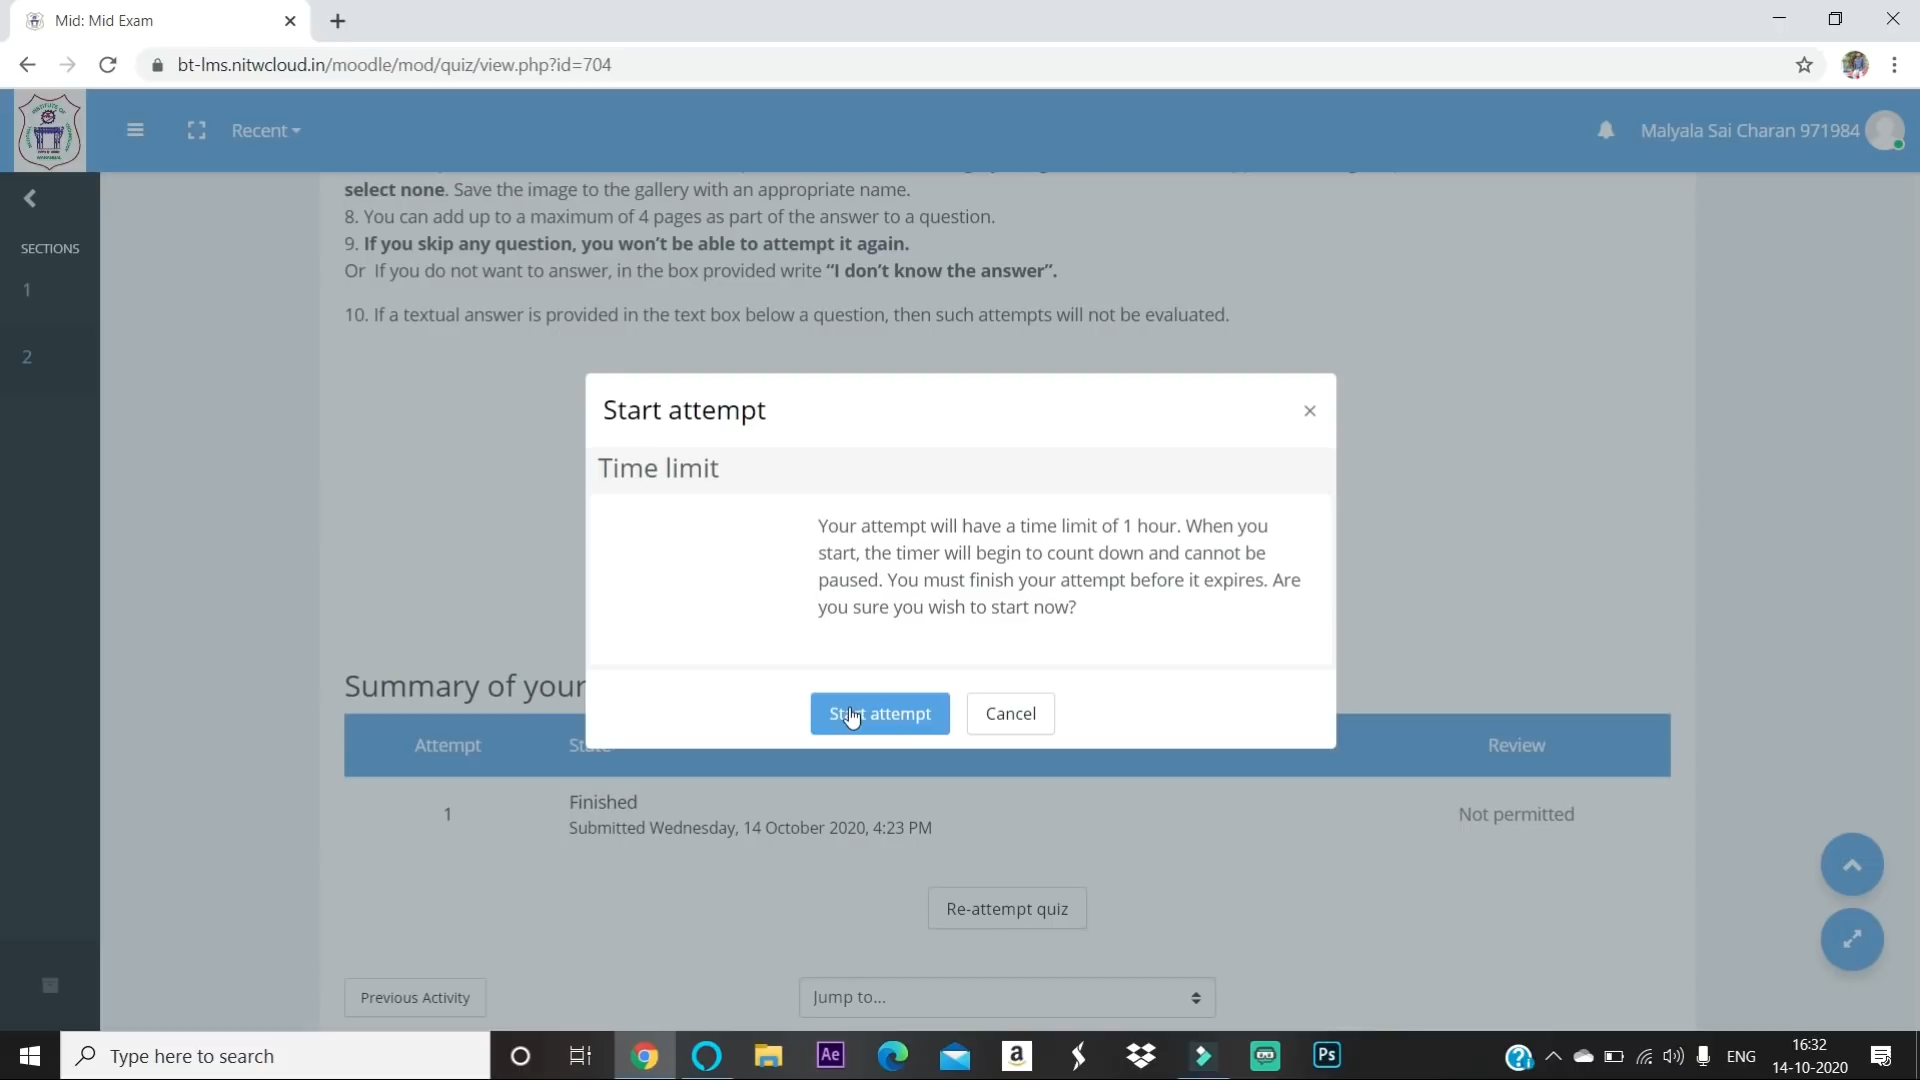 Mid: Mid Exam
bt-lms.nitwcloud.in/moodle/mod/quiz/view.php?id=704
Recent
Malyala Sai Charan 971984
select none. Save the image to the gallery with an appropriate name.
8. You can add up to a maximum of 4 pages as part of the answer to a question.
SECTIONS
9. If you skip any question, you won't be able to attempt it again.
Or If you do not want to answer, in the box provided write “I don't know the answer”.
1
10. If a textual answer is provided in the text box below a question, then such attempts will not be evaluated.
2
Start attempt
×
Time limit
Your attempt will have a time limit of 1 hour. When you
start, the timer will begin to count down and cannot be
paused. You must finish your attempt before it expires. Are
you sure you wish to start now?
Summary of your
Start attempt
Cancel
Attempt
State
Review
1
Finished
Submitted Wednesday, 14 October 2020, 4:23 PM
Not permitted
Re-attempt quiz
Previous Activity
Jump to...
Type here to search
Ae
a
Ps
ENG
16:32
14-10-2020